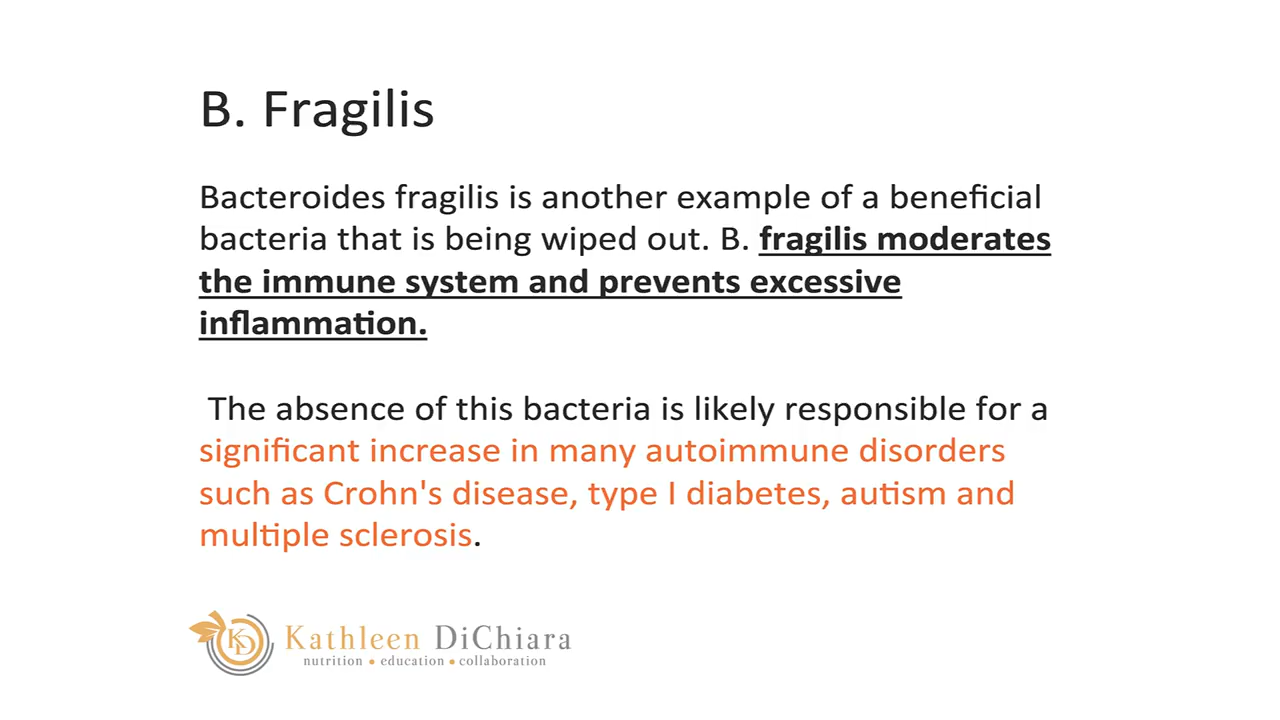 B. Fragilis
Bacteroides fragilis is another example of a beneficial
bacteria that is being wiped out. B. fragilis moderates
the immune system and prevents excessive
inflammation.
The absence of this bacteria is likely responsible for a
significant increase in many autoimmune disorders
such as Crohn's disease, type I diabetes, autism and
multiple sclerosis.
KD
Kathleen DiChiara
nutrition • education • collaboration